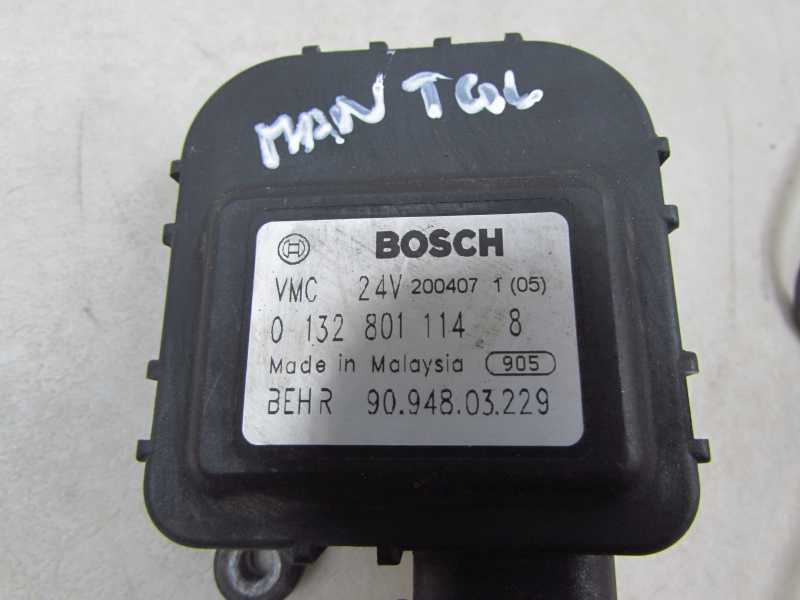 MAN TGL
BOSCH
VMC 24V 200407 1 (05)
0 132 801 114 8
Made in Malaysia 905
BEHR 90.948.03.229